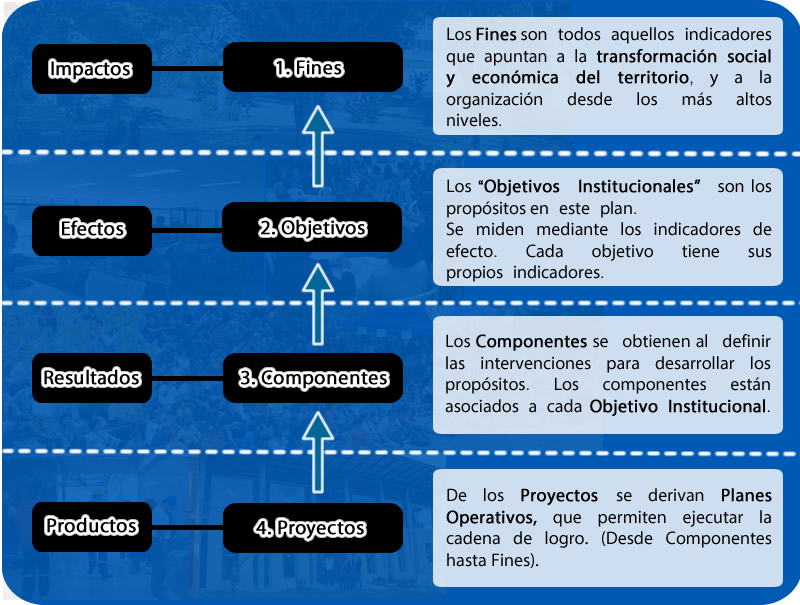 Impactos
1. Fines
Los Fines son todos aquellos indicadores
que apuntan a la transformación social
y económica del territorio, y a la
organización desde los más altos
niveles.
Efectos
2. Objetivos
Los “Objetivos Institucionales” son los
propósitos en este plan.
Se miden mediante los indicadores de
efecto. Cada objetivo tiene sus
propios indicadores.
Resultados
3. Componentes
Los Componentes se obtienen al definir
las intervenciones para desarrollar los
propósitos. Los componentes están
asociados a cada Objetivo Institucional.
Productos
4. Proyectos
De los Proyectos se derivan Planes
Operativos, que permiten ejecutar la
cadena de logro. (Desde Componentes
hasta Fines).